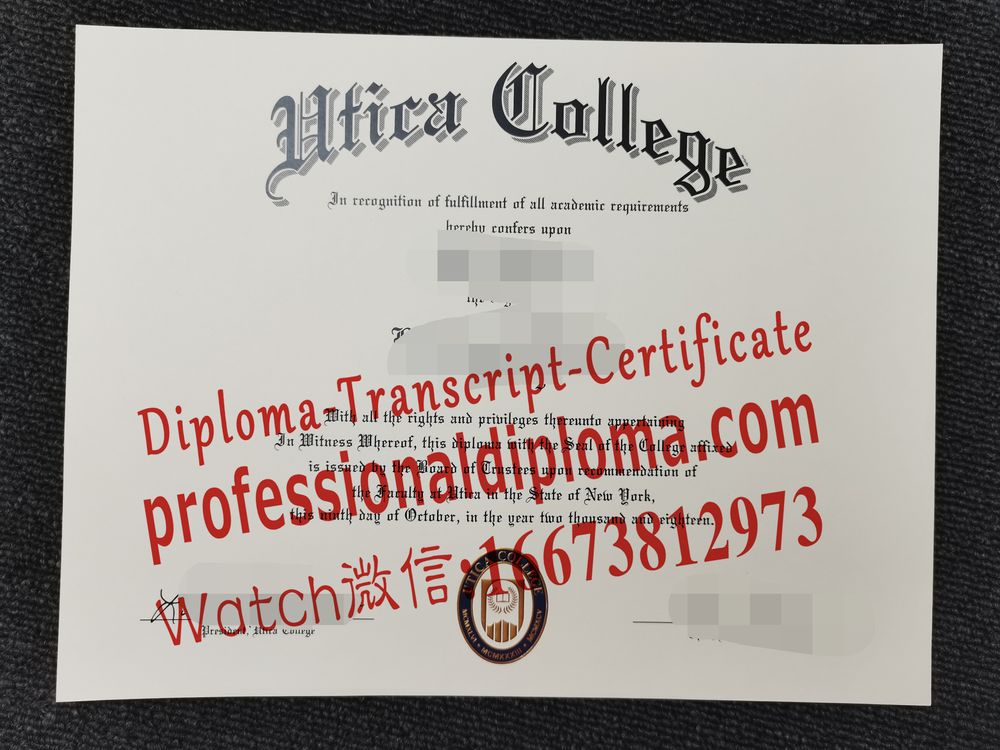 Utica College
In recognition of fulfillment of all academic requirements
hereby confers upon
Diploma-Transcript-Certificate
With all the rights and privileges thereunto appertaining
In Witness Whereof, this diploma with the Seal of the College affixed
professionaldiploma.com
is issued by the Board of Trustees upon recommendation of
the Faculty at Utica in the State of New York,
this ninth day of October, in the year two thousand and eighteen.
Watch微信:16673812973
UTICA COLLEGE
MCMXLVI • MCMXXXIII • MCMXCV
President, Utica College